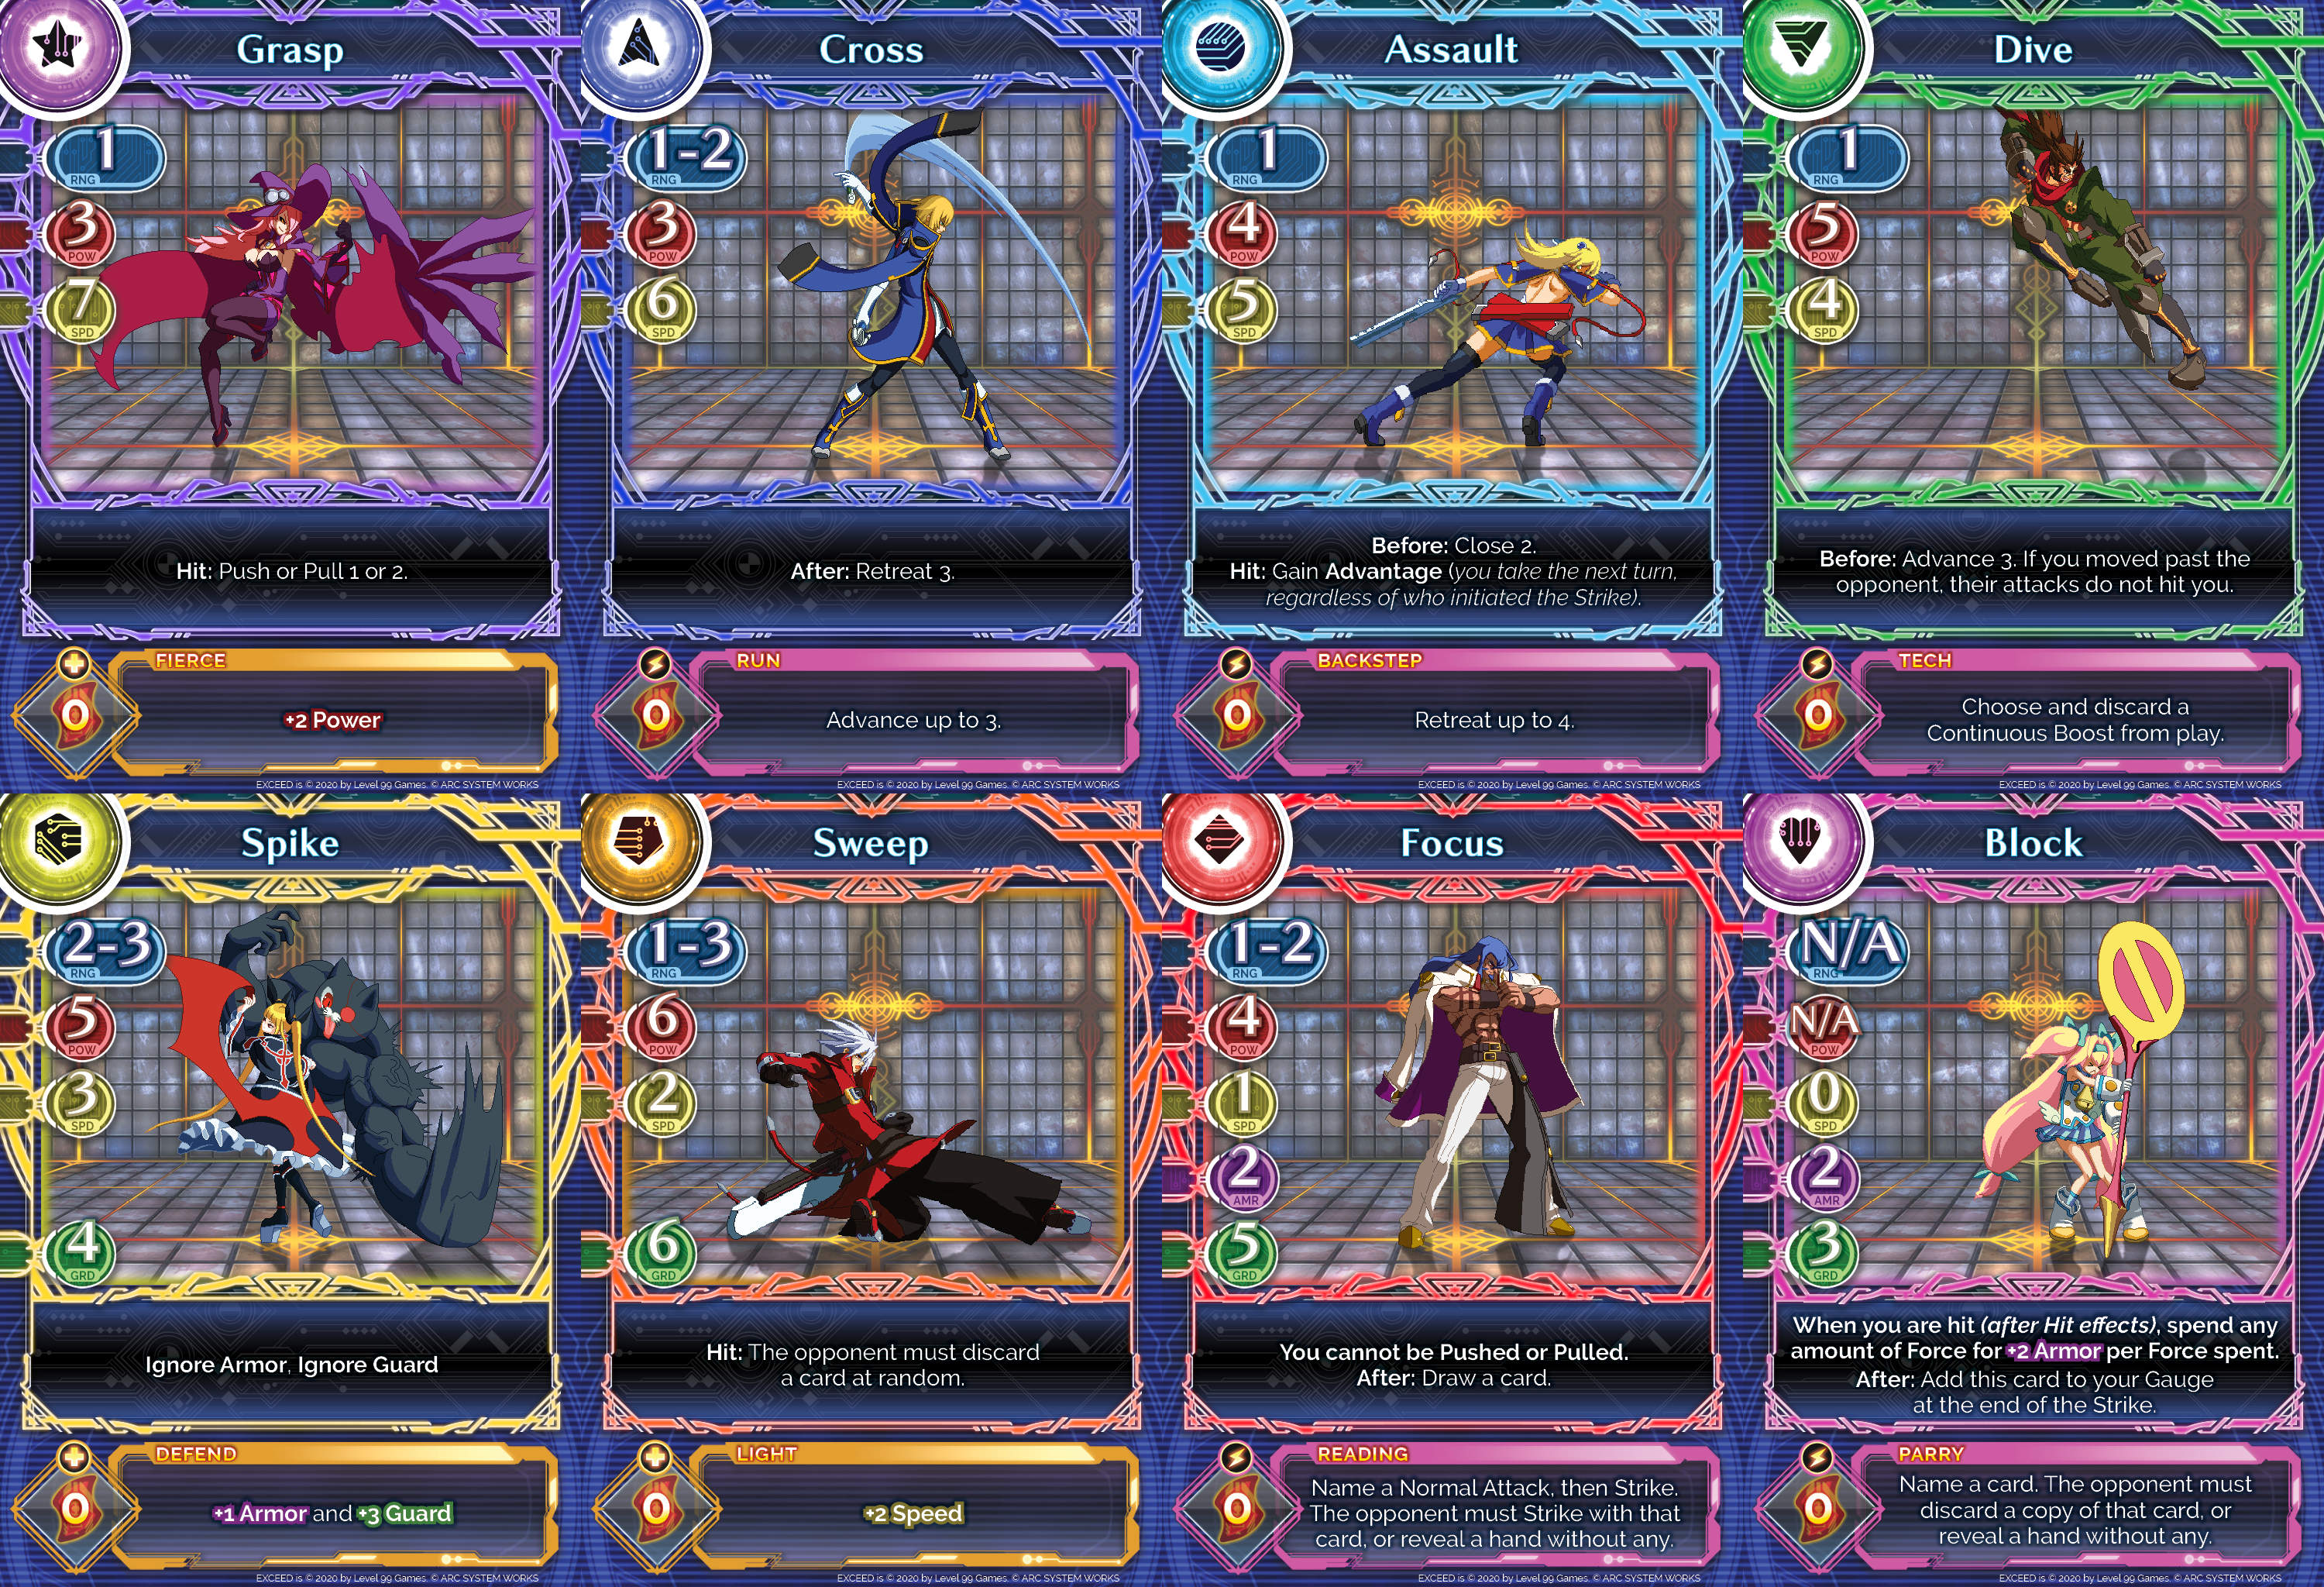 Grasp
1
RNG
3
POW
7
SPD
Hit: Push or Pull 1 or 2.
FIERCE
0
+2 Power
EXCEED is © 2020 by Level 99 Games. © ARC SYSTEM WORKS
Cross
1-2
RNG
3
POW
6
SPD
After: Retreat 3.
RUN
0
Advance up to 3.
EXCEED is © 2020 by Level 99 Games. © ARC SYSTEM WORKS
Assault
1
RNG
4
POW
5
SPD
Before: Close 2.
Hit: Gain Advantage (you take the next turn,
regardless of who initiated the Strike).
BACKSTEP
0
Retreat up to 4.
EXCEED is © 2020 by Level 99 Games. © ARC SYSTEM WORKS
Dive
1
RNG
5
POW
4
SPD
Before: Advance 3. If you moved past the
opponent, their attacks do not hit you.
TECH
0
Choose and discard a
Continuous Boost from play.
EXCEED is © 2020 by Level 99 Games. © ARC SYSTEM WORKS
Spike
2-3
RNG
5
POW
3
SPD
4
GRD
Ignore Armor, Ignore Guard
DEFEND
0
+1 Armor and +3 Guard
EXCEED is © 2020 by Level 99 Games. © ARC SYSTEM WORKS
Sweep
1-3
RNG
6
POW
2
SPD
6
GRD
Hit: The opponent must discard
a card at random.
LIGHT
0
+2 Speed
EXCEED is © 2020 by Level 99 Games. © ARC SYSTEM WORKS
Focus
1-2
RNG
4
POW
1
SPD
2
AMR
5
GRD
You cannot be Pushed or Pulled.
After: Draw a card.
READING
0
Name a Normal Attack, then Strike.
The opponent must Strike with that
card, or reveal a hand without any.
EXCEED is © 2020 by Level 99 Games. © ARC SYSTEM WORKS
Block
N/A
RNG
N/A
POW
0
SPD
2
AMR
3
GRD
When you are hit (after Hit effects), spend any
amount of Force for +2 Armor per Force spent.
After: Add this card to your Gauge
at the end of the Strike.
PARRY
0
Name a card. The opponent must
discard a copy of that card, or
reveal a hand without any.
EXCEED is © 2020 by Level 99 Games. © ARC SYSTEM WORKS